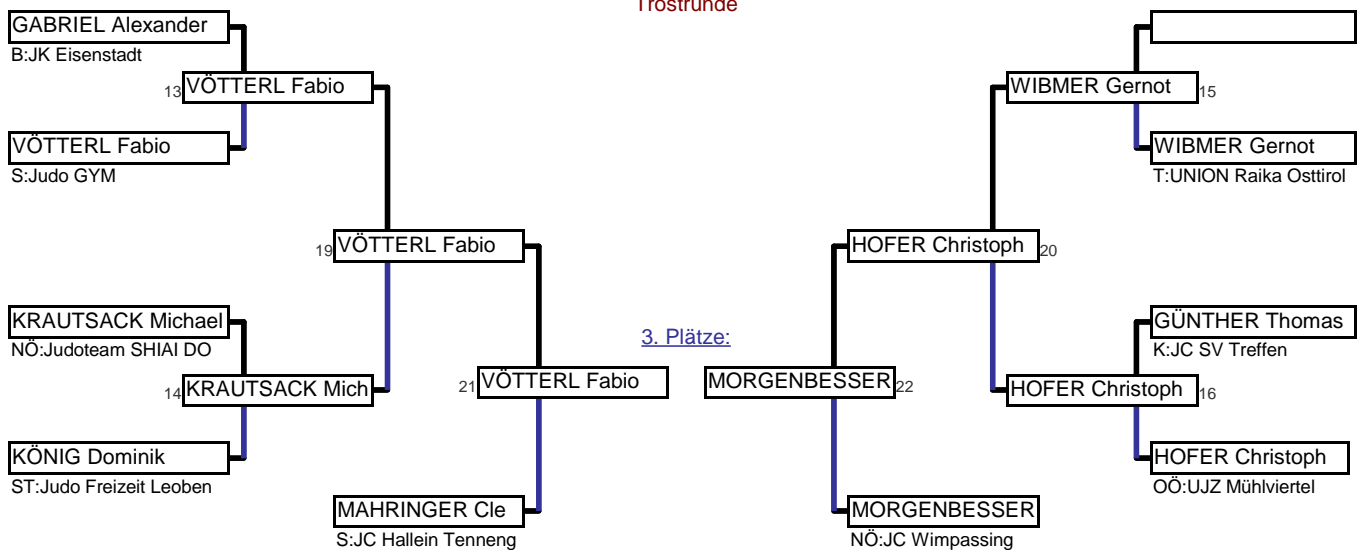 Trostrunde
GABRIEL Alexander
B:JK Eisenstadt
13 VÖTTERL Fabio
VÖTTERL Fabio
S:Judo GYM
19 VÖTTERL Fabio
KRAUTSACK Michael
NÖ:Judoteam SHIAI DO
14 KRAUTSACK Mich
KÖNIG Dominik
ST:Judo Freizeit Leoben
21 VÖTTERL Fabio
MAHRINGER Cle
S:JC Hallein Tenneng
3. Plätze:
WIBMER Gernot 15
WIBMER Gernot
T:UNION Raika Osttirol
HOFER Christoph 20
GÜNTHER Thomas
K:JC SV Treffen
MORGENBESSER 22
HOFER Christoph 16
HOFER Christoph
OÖ:UJZ Mühlviertel
MORGENBESSER
NÖ:JC Wimpassing